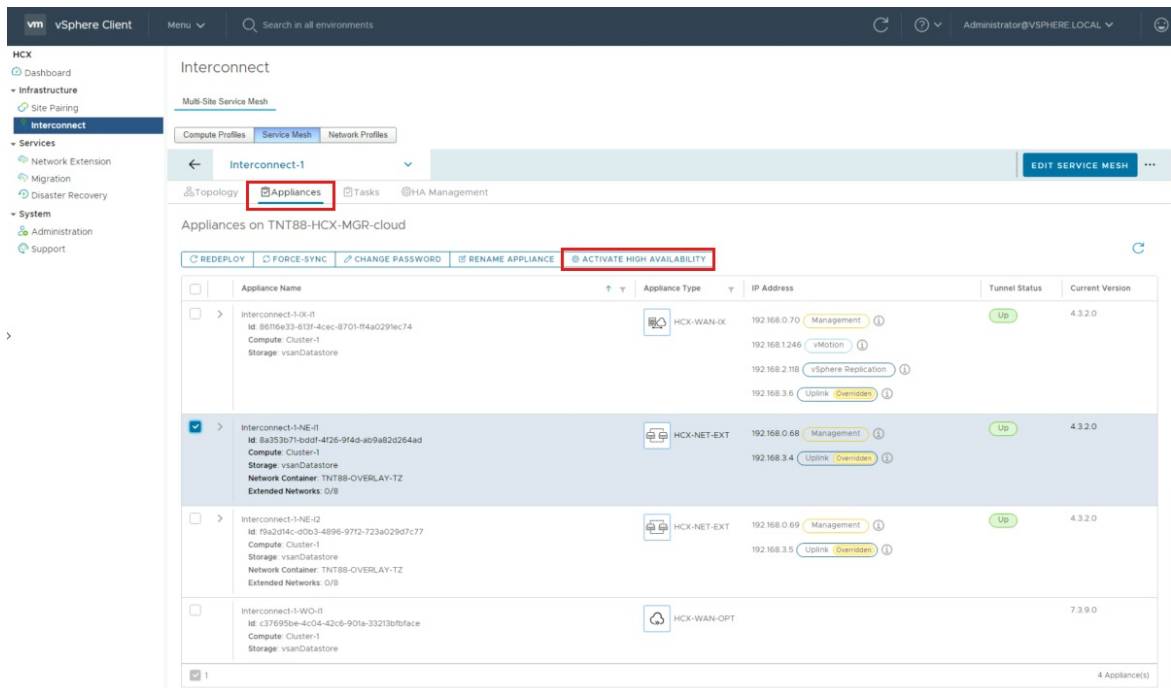 vm vSphere Client Menu Search in all environments Administrator@VSPHERE.LOCAL
HCX
Dashboard
Infrastructure
Site Pairing
Interconnect
Services
Network Extension
Migration
Disaster Recovery
System
Administration
Support
Interconnect
Multi-Site Service Mesh
Compute Profiles Service Mesh Network Profiles
Interconnect-1 EDIT SERVICE MESH ...
Topology Appliances Tasks HA Management
Appliances on TNT88-HCX-MGR-cloud
REDEPLOY FORCE-SYNC CHANGE PASSWORD RENAME APPLIANCE ACTIVATE HIGH AVAILABILITY
Appliance Name Appliance Type IP Address Tunnel Status Current Version
Interconnect-1-IX-I1
Id: 86116e33-613f-4cec-8701-ff4a0291ec74
Compute: Cluster-1
Storage: vsanDatastore
HCX-WAN-IX
192.168.0.70 Management
192.168.1.246 vMotion
192.168.2.118 vSphere Replication
192.168.3.6 Uplink Overridden
Up
4.3.2.0
Interconnect-1-NE-I1
Id: 8a353b71-bddf-4f26-9f4d-ab9a82d264ad
Compute: Cluster-1
Storage: vsanDatastore
Network Container: TNT88-OVERLAY-TZ
Extended Networks: 0/8
HCX-NET-EXT
192.168.0.68 Management
192.168.3.4 Uplink Overridden
Up
4.3.2.0
Interconnect-1-NE-I2
Id: f9a2d14c-d0b3-4896-97f2-723a029d7c77
Compute: Cluster-1
Storage: vsanDatastore
Network Container: TNT88-OVERLAY-TZ
Extended Networks: 0/8
HCX-NET-EXT
192.168.0.69 Management
192.168.3.5 Uplink Overridden
Up
4.3.2.0
Interconnect-1-WO-I1
Id: c37695be-4c04-42c6-901a-33213bfbface
Compute: Cluster-1
Storage: vsanDatastore
HCX-WAN-OPT
7.3.9.0
1 4 Appliance(s)